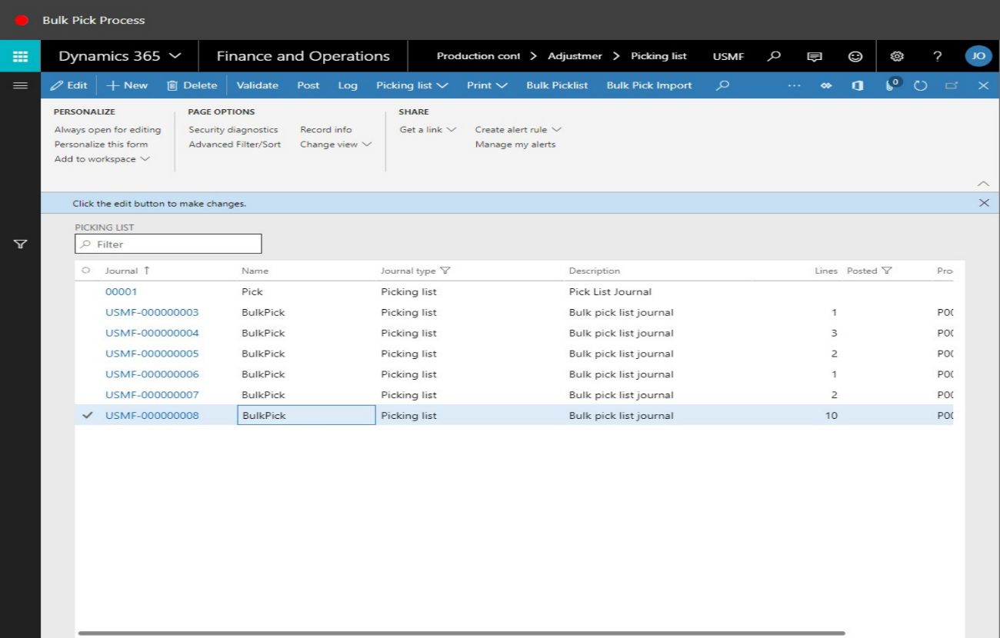 Bulk Pick Process
Dynamics 365 Finance and Operations Production cont > Adjustmer > Picking list USMF ? JO
Edit + New Delete Validate Post Log Picking list Print Bulk Picklist Bulk Pick Import ... 0
PERSONALIZE PAGE OPTIONS SHARE
Always open for editing Security diagnostics Record info Get a link Create alert rule
Personalize this form Advanced Filter/Sort Change view Manage my alerts
Add to workspace
Click the edit button to make changes.
PICKING LIST
Filter
Journal ↑ Name Journal type Description Lines Posted Pro
00001 Pick Picking list Pick List Journal
USMF-000000003 BulkPick Picking list Bulk pick list journal 1 P00
USMF-000000004 BulkPick Picking list Bulk pick list journal 3 P00
USMF-000000005 BulkPick Picking list Bulk pick list journal 2 P00
USMF-000000006 BulkPick Picking list Bulk pick list journal 1 P00
USMF-000000007 BulkPick Picking list Bulk pick list journal 2 P00
USMF-000000008 BulkPick Picking list Bulk pick list journal 10 P00